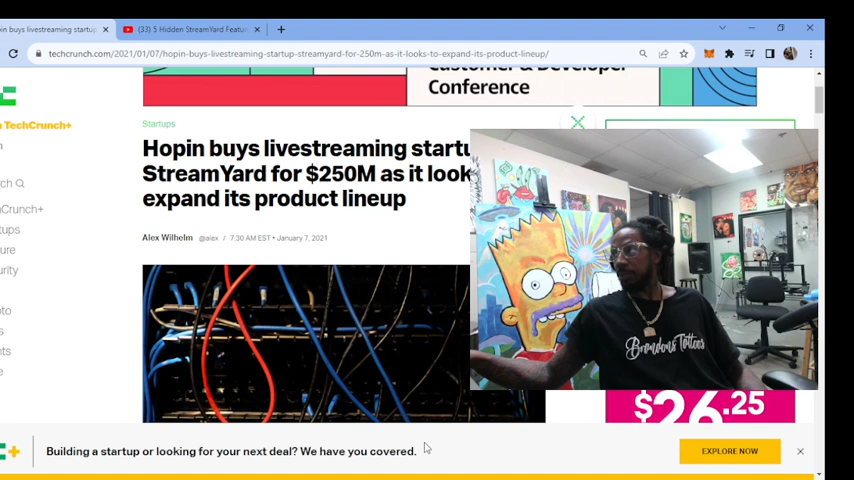 in buys livestreaming startup
(33) 5 Hidden StreamYard Featu
techcrunch.com/2021/01/07/hopin-buys-livestreaming-startup-streamyard-for-250m-as-it-looks-to-expand-its-product-lineup/
Conference
TechCrunch+
Startups
Hopin buys livestreaming startu
StreamYard for $250M as it look
expand its product lineup
Alex Wilhelm @alex / 7:30 AM EST • January 7, 2021
Brandons Tattoos
$26.25
Building a startup or looking for your next deal? We have you covered.
EXPLORE NOW